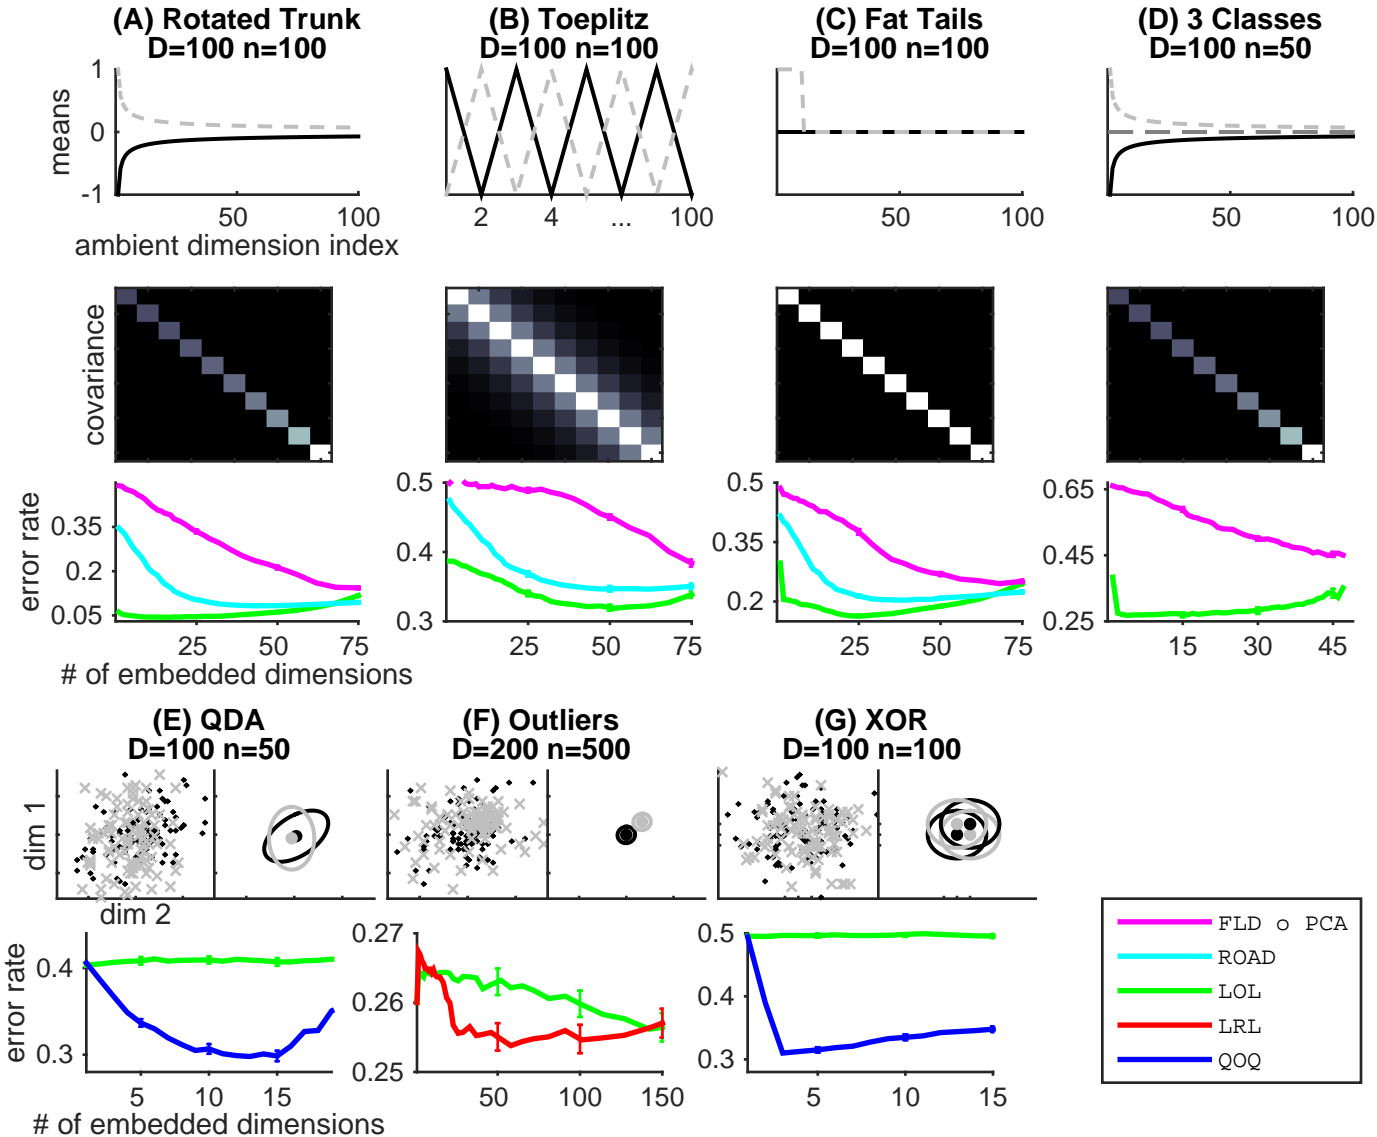 (A) Rotated Trunk
D=100 n=100
(B) Toeplitz
D=100 n=100
(C) Fat Tails
D=100 n=100
(D) 3 Classes
D=100 n=50
means
1
0
-1
50 100
ambient dimension index
2 4 ... 100
50 100
50 100
covariance
error rate
0.35
0.2
0.05
25 50 75
# of embedded dimensions
0.5
0.4
0.3
25 50 75
0.5
0.35
0.2
25 50 75
0.65
0.45
0.25
15 30 45
(E) QDA
D=100 n=50
(F) Outliers
D=200 n=500
(G) XOR
D=100 n=100
dim 1
dim 2
error rate
0.4
0.3
5 10 15
# of embedded dimensions
0.27
0.26
0.25
50 100 150
0.5
0.4
0.3
5 10 15
FLD o PCA
ROAD
LOL
LRL
QOQ